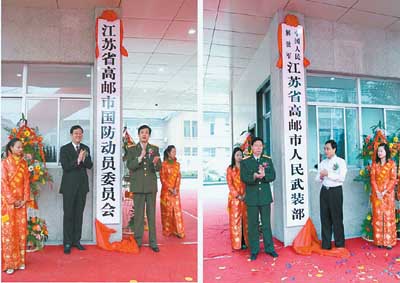 江苏省高邮市国防动员委员会
中国人民
解放军
江苏省高邮市人民武装部